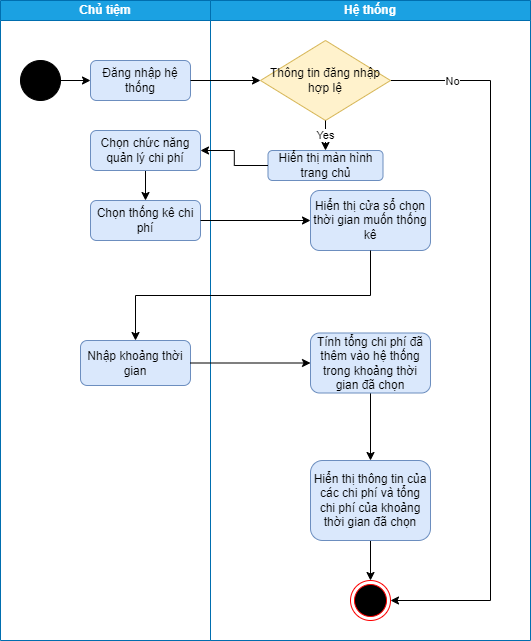 Chủ tiệm
Hệ thống
Đăng nhập hệ
thống
Thông tin đăng nhập
hợp lệ
No
Yes
Chọn chức năng
quản lý chi phí
Hiển thị màn hình
trang chủ
Chọn thống kê chi
phí
Hiển thị cửa sổ chọn
thời gian muốn thống
kê
Nhập khoảng thời
gian
Tính tổng chi phí đã
thêm vào hệ thống
trong khoảng thời
gian đã chọn
Hiển thị thông tin của
các chi phí và tổng
chi phí của khoảng
thời gian đã chọn